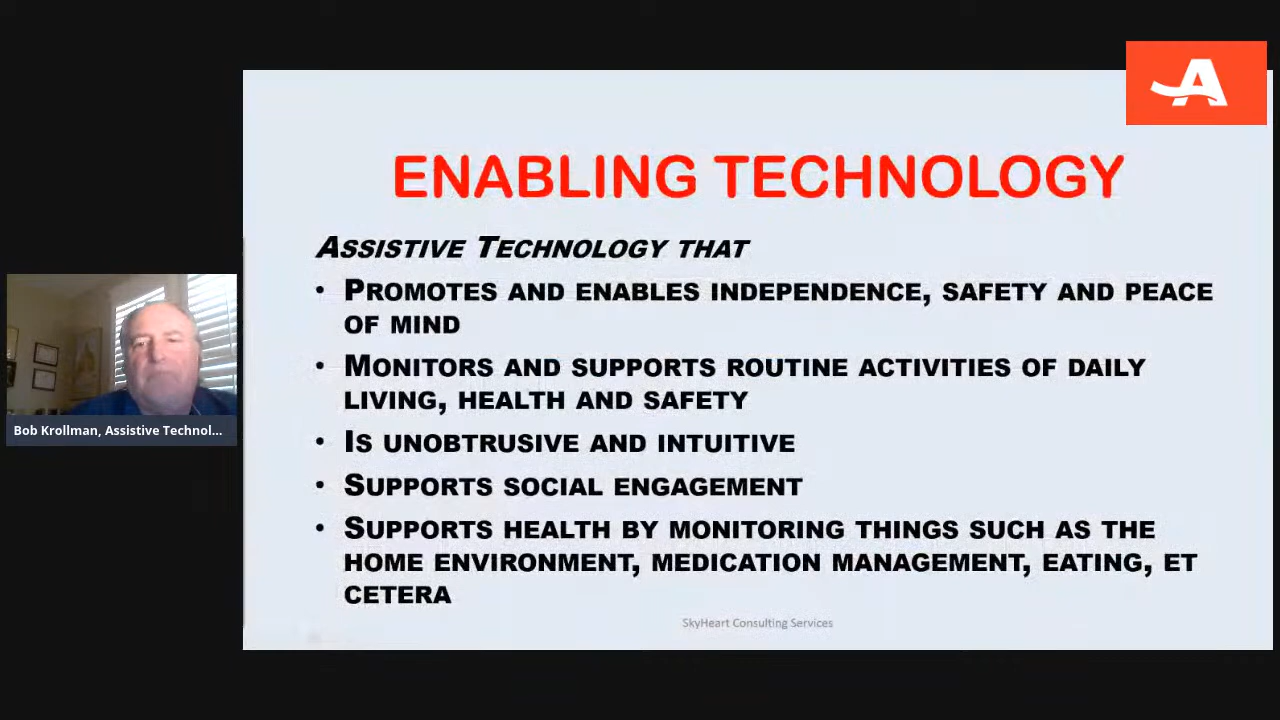 ENABLING TECHNOLOGY
ASSISTIVE TECHNOLOGY THAT
• PROMOTES AND ENABLES INDEPENDENCE, SAFETY AND PEACE
OF MIND
• MONITORS AND SUPPORTS ROUTINE ACTIVITIES OF DAILY
LIVING, HEALTH AND SAFETY
• IS UNOBTRUSIVE AND INTUITIVE
• SUPPORTS SOCIAL ENGAGEMENT
• SUPPORTS HEALTH BY MONITORING THINGS SUCH AS THE
HOME ENVIRONMENT, MEDICATION MANAGEMENT, EATING, ET
CETERA
SkyHeart Consulting Services
Bob Krollman, Assistive Technol...
A